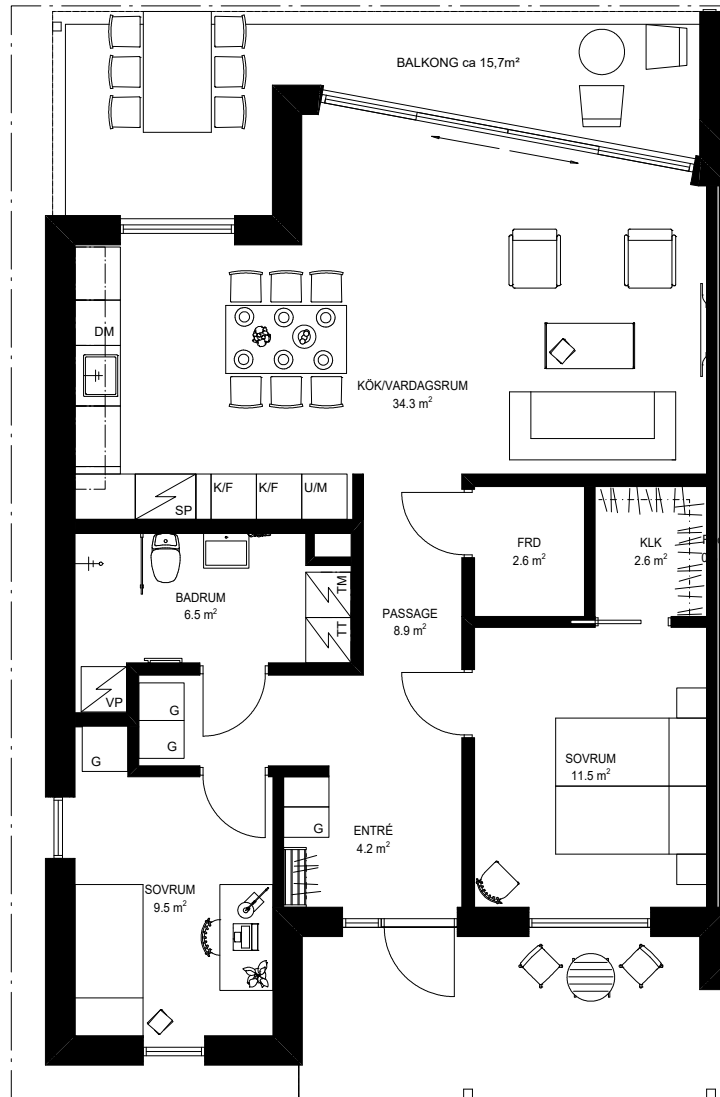 BALKONG ca 15,7m²
DM
KÖK/VARDAGSRUM
34.3 m²
SP
K/F
K/F
U/M
FRD
2.6 m²
KLK
2.6 m²
BADRUM
6.5 m²
TM
TT
PASSAGE
8.9 m²
VP
G
G
G
SOVRUM
11.5 m²
G
ENTRÉ
4.2 m²
SOVRUM
9.5 m²